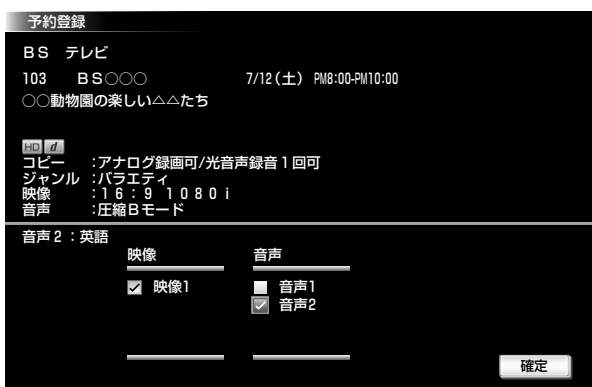 予約登録
BS テレビ
103 BS○○○ 7/12(土) PM8:00-PM10:00
○○動物園の楽しい△△たち
HD d
コピー :アナログ録画可/光音声録音1回可
ジャンル :バラエティ
映像 :16:9 1080i
音声 :圧縮Bモード
音声2:英語
映像 音声
映像1 音声1
音声2
確定